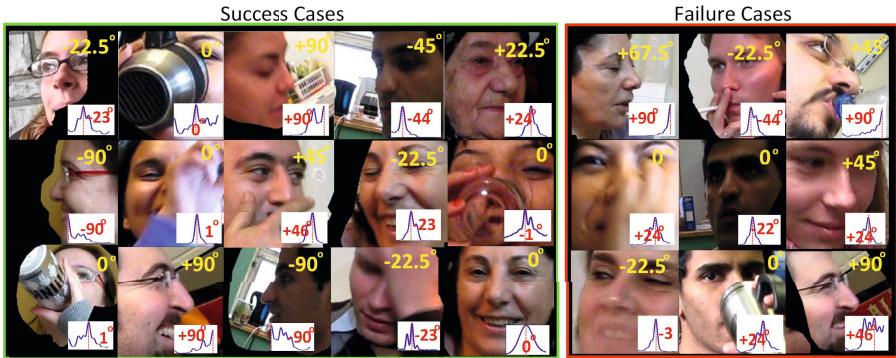 Success Cases
Failure Cases
-22.5° 0° +90° -45° +22.5° +67.5° -22.5° +45°
-23° 0° +90° -44° +24° +90° -44° +90°
-90° 0° +45° -22.5° 0° 0° 0° +45°
-90° 1° +46° -23 -1° +24° 22° +24°
0° +90° -90° -22.5° 0° -22.5° 0° +90°
1° +90° -90° -23° 0° -3 +24° +46°